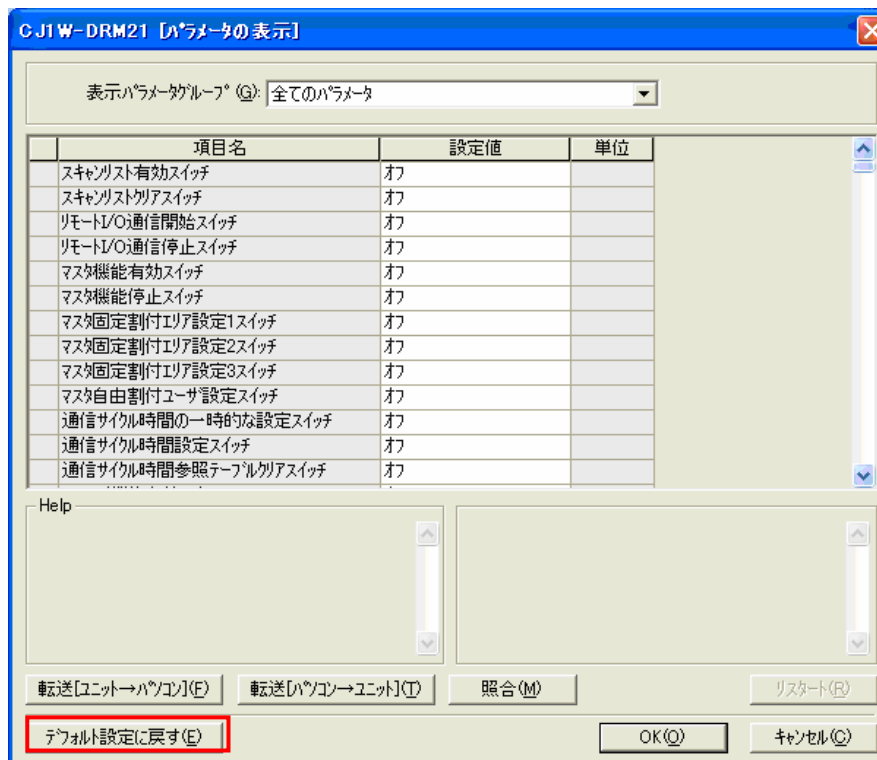 CJ1W-DRM21 [ﾊﾟﾗﾒｰﾀの表示]
表示ﾊﾟﾗﾒｰﾀｸﾞﾙｰﾌﾟ(G): 全てのﾊﾟﾗﾒｰﾀ
項目名 設定値 単位
ｽｷｬﾝﾘｽﾄ有効ｽｲｯﾁ ｵﾌ
ｽｷｬﾝﾘｽﾄｸﾘｱｽｲｯﾁ ｵﾌ
ﾘﾓｰﾄI/O通信開始ｽｲｯﾁ ｵﾌ
ﾘﾓｰﾄI/O通信停止ｽｲｯﾁ ｵﾌ
ﾏｽﾀ機能有効ｽｲｯﾁ ｵﾌ
ﾏｽﾀ機能停止ｽｲｯﾁ ｵﾌ
ﾏｽﾀ固定割付ｴﾘｱ設定1ｽｲｯﾁ ｵﾌ
ﾏｽﾀ固定割付ｴﾘｱ設定2ｽｲｯﾁ ｵﾌ
ﾏｽﾀ固定割付ｴﾘｱ設定3ｽｲｯﾁ ｵﾌ
ﾏｽﾀ自由割付ﾕｰｻﾞ設定ｽｲｯﾁ ｵﾌ
通信ｻｲｸﾙ時間の一時的な設定ｽｲｯﾁ ｵﾌ
通信ｻｲｸﾙ時間設定ｽｲｯﾁ ｵﾌ
通信ｻｲｸﾙ時間参照ﾃｰﾌﾞﾙｸﾘｱｽｲｯﾁ ｵﾌ
Help
転送[ﾕﾆｯﾄ→ﾊﾟｿｺﾝ](F) 転送[ﾊﾟｿｺﾝ→ﾕﾆｯﾄ](T) 照合(M) ﾘｽﾀｰﾄ(R)
ﾃﾞﾌｫﾙﾄ設定に戻す(E) OK(O) ｷｬﾝｾﾙ(C)